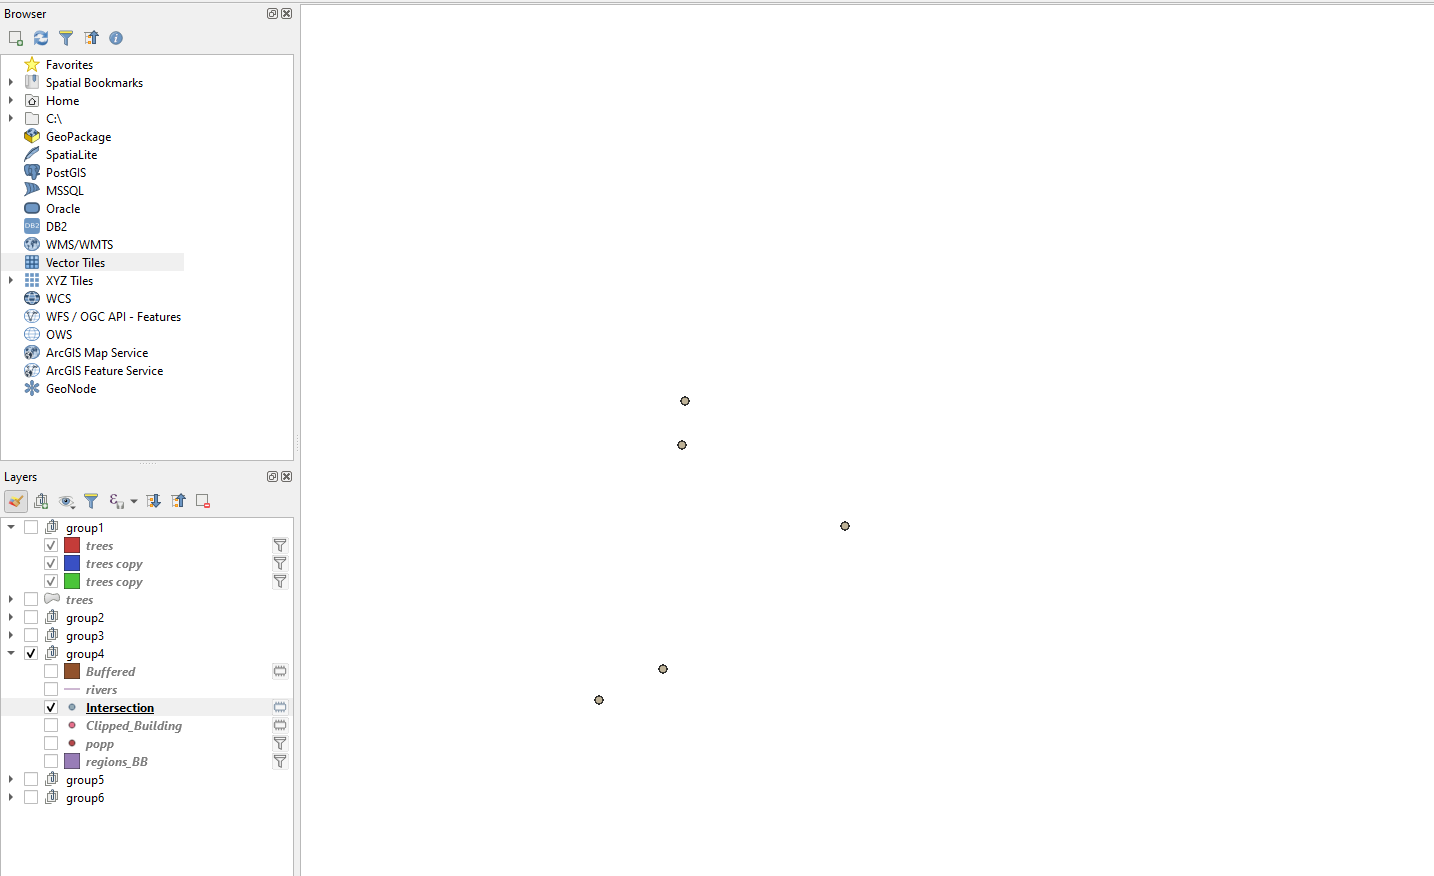 Browser
Favorites
Spatial Bookmarks
Home
C:\
GeoPackage
SpatiaLite
PostGIS
MSSQL
Oracle
DB2
DB2
WMS/WMTS
Vector Tiles
XYZ Tiles
WCS
WFS / OGC API - Features
OWS
ArcGIS Map Service
ArcGIS Feature Service
GeoNode
Layers
group1
trees
trees copy
trees copy
trees
group2
group3
group4
Buffered
rivers
Intersection
Clipped_Building
popp
regions_BB
group5
group6